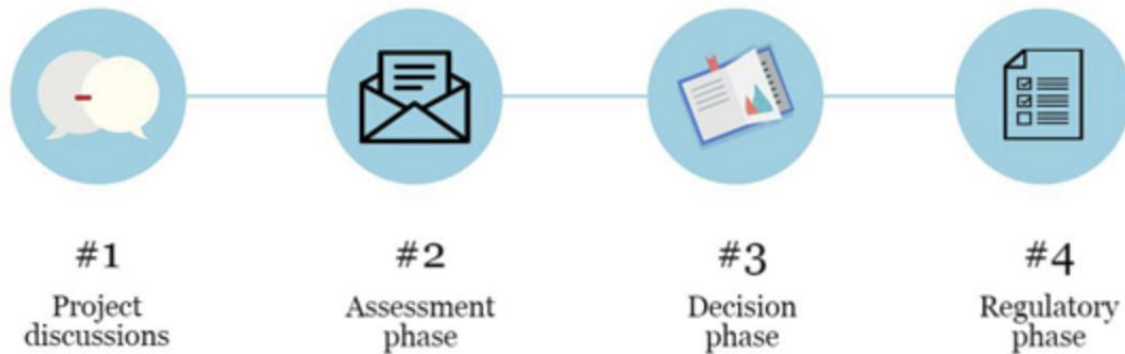 #1
Project
discussions
#2
Assessment
phase
#3
Decision
phase
#4
Regulatory
phase